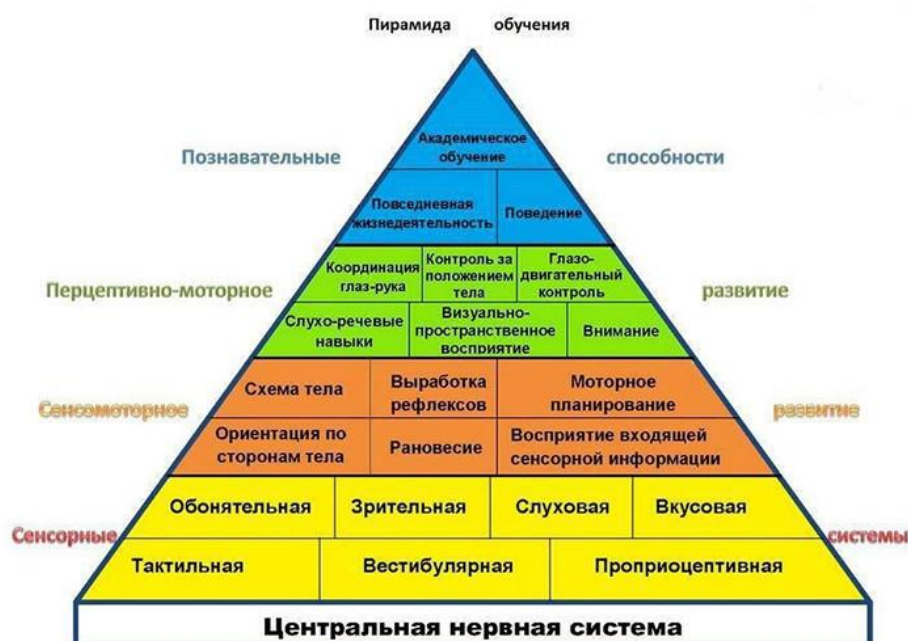 Пирамида обучения
Академическое
обучение
Познавательные способности
Повседневная
жизнедеятельность
Поведение
Координация
глаз-рука
Контроль за
положением
тела
Глазо-
двигательный
контроль
Перцептивно-моторное развитие
Слухо-речевые
навыки
Визуально-
пространственное
восприятие
Внимание
Схема тела
Выработка
рефлексов
Моторное
планирование
Сенсомоторное развитие
Ориентация по
сторонам тела
Рановесие
Восприятие входящей
сенсорной информации
Обонятельная
Зрительная
Слуховая
Вкусовая
Сенсорные системы
Тактильная
Вестибулярная
Проприоцептивная
Центральная нервная система